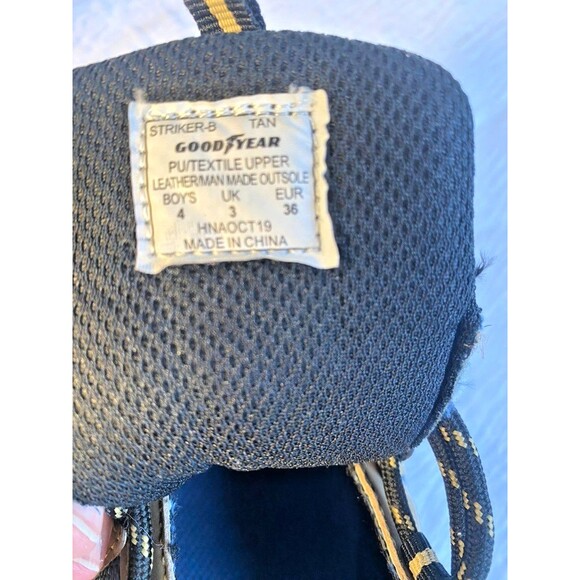 STRIKER-B TAN
GOODYEAR
PU/TEXTILE UPPER
LEATHER/MAN MADE OUTSOLE
BOY'S UK EUR
4 3 36
HNAOCT19
MADE IN CHINA